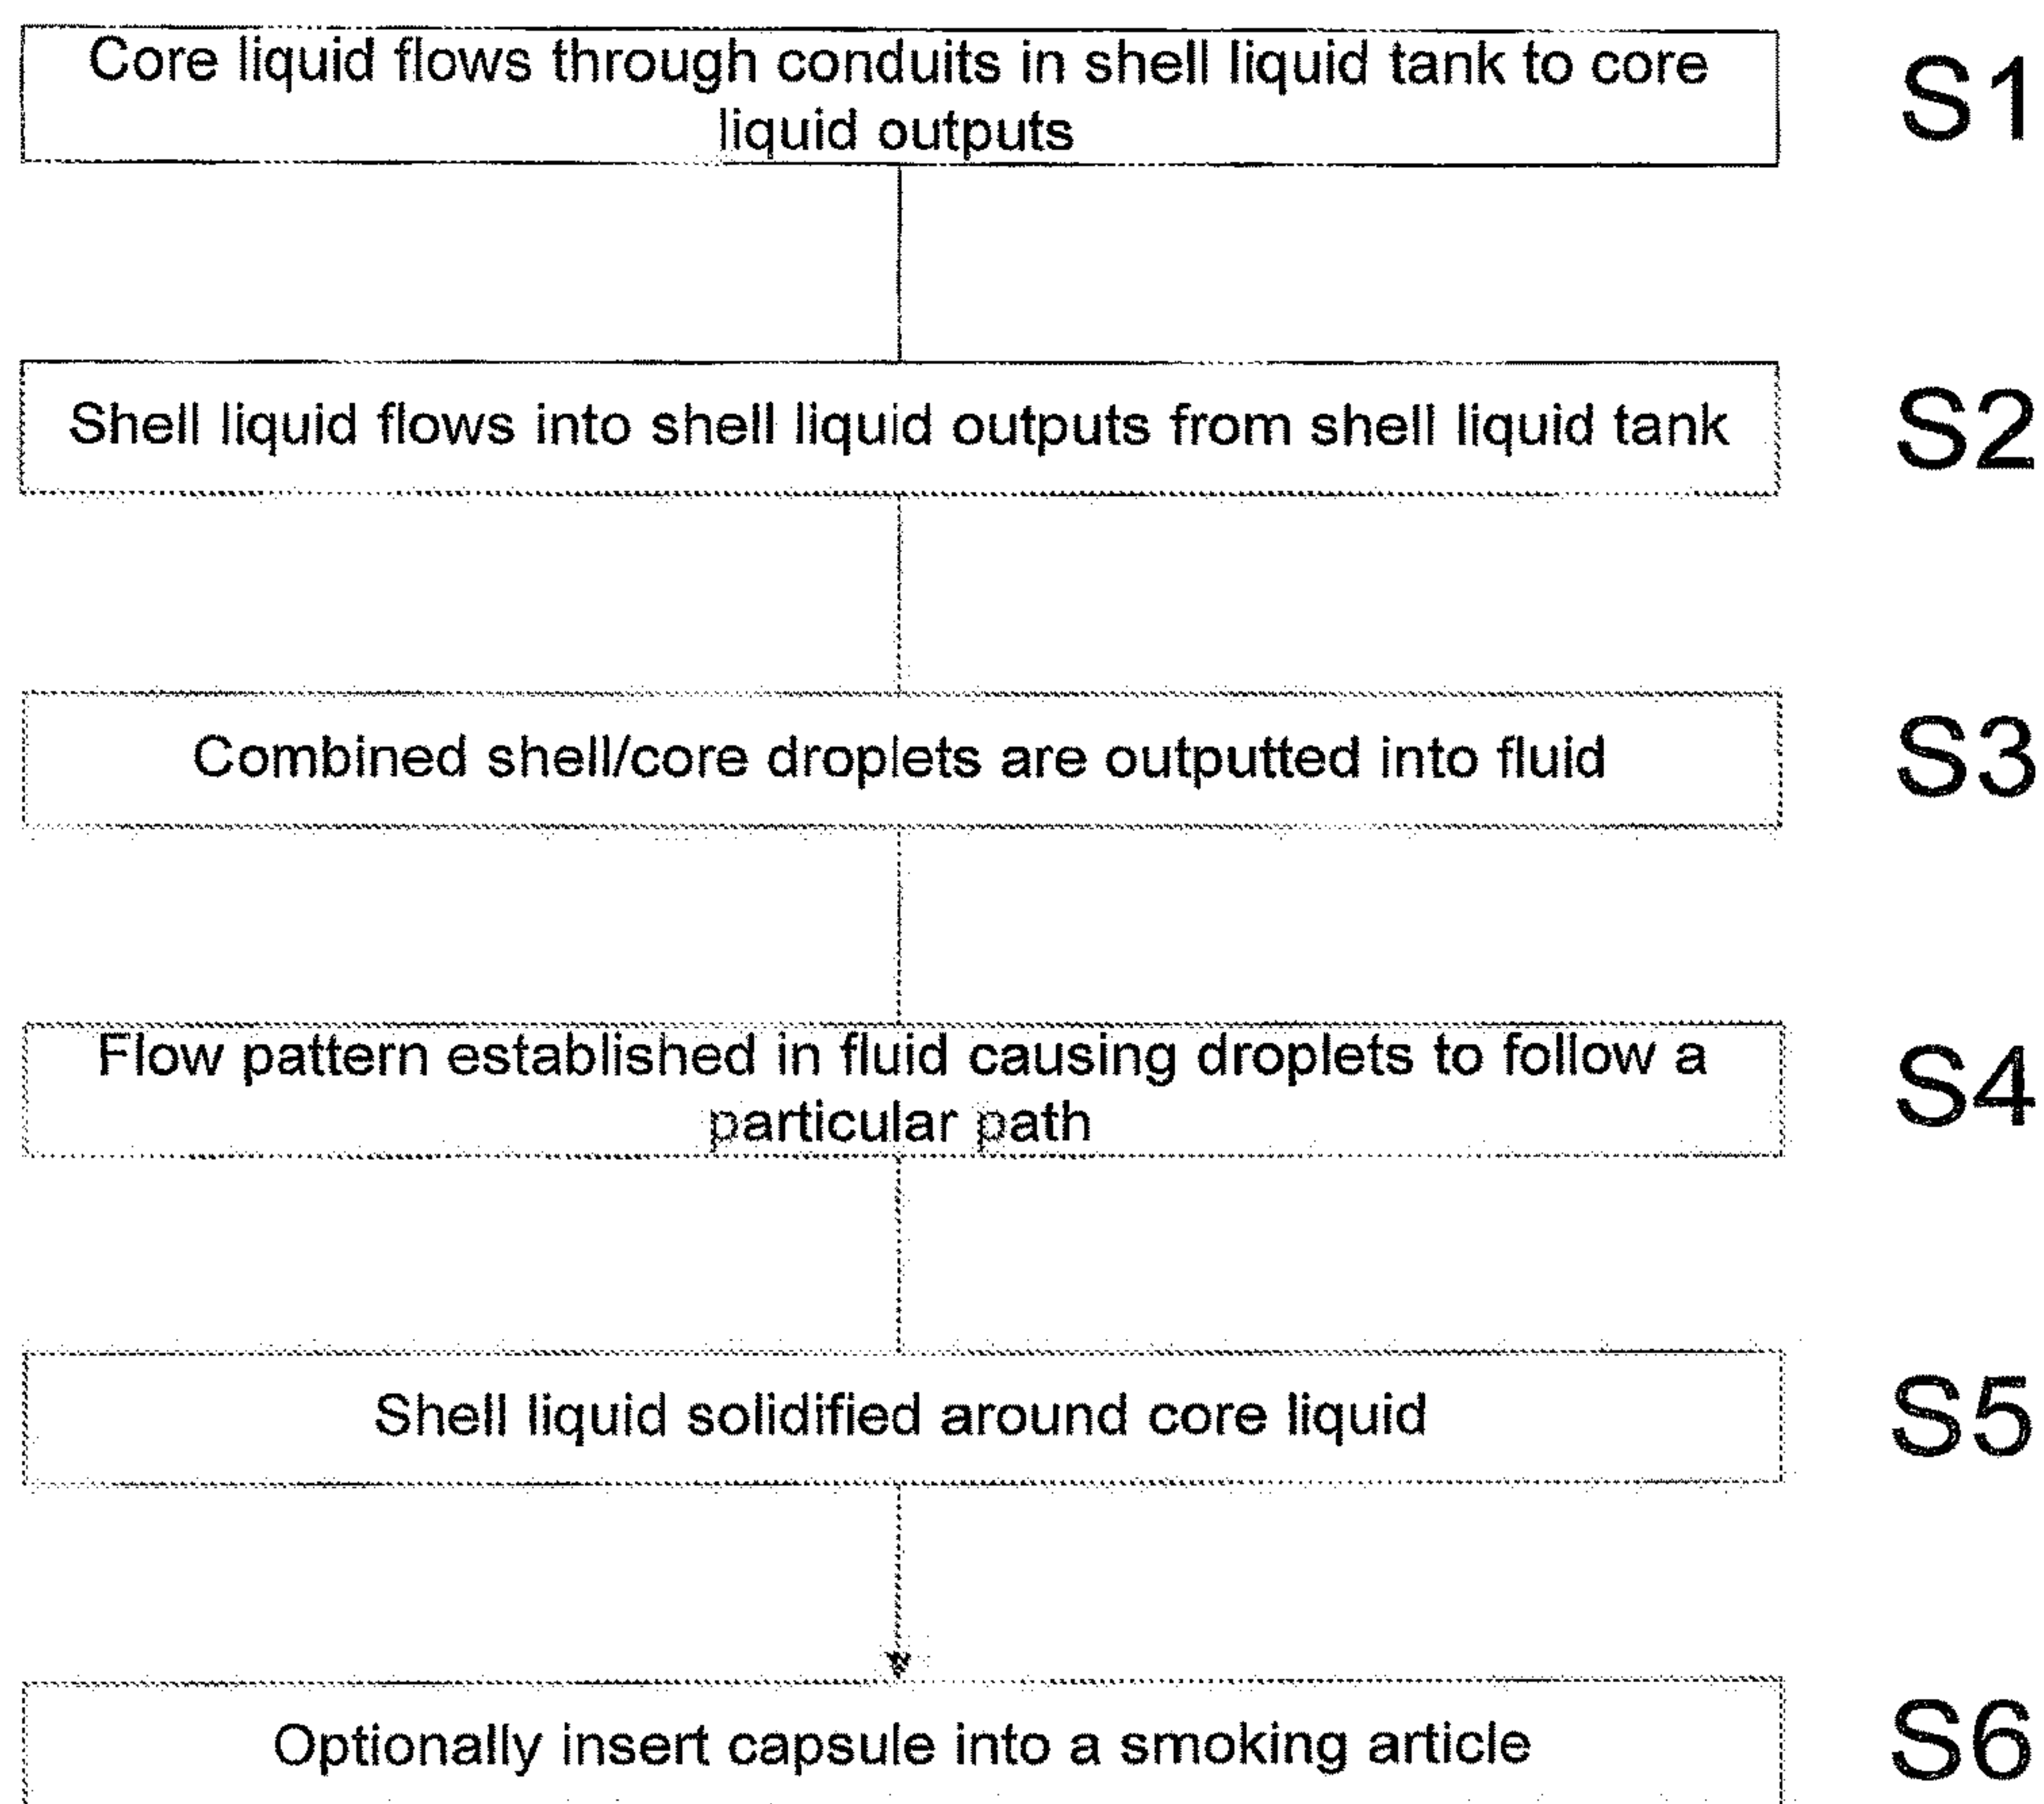 Core liquid flows through conduits in shell liquid tank to core
liquid outputs
S1
Shell liquid flows into shell liquid outputs from shell liquid tank
S2
Combined shell/core droplets are outputted into fluid
S3
Flow pattern established in fluid causing droplets to follow a
particular path
S4
Shell liquid solidified around core liquid
S5
Optionally insert capsule into a smoking article
S6